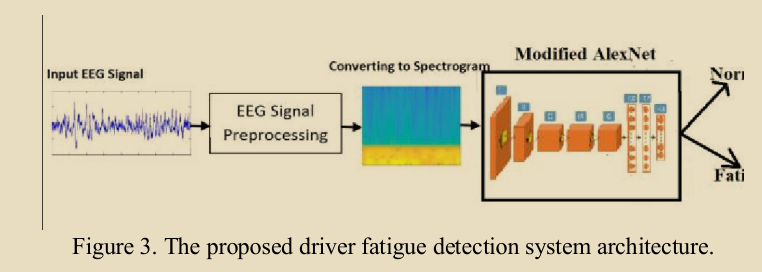 Modified AlexNet
Input EEG Signal
Converting to Spectrogram
EEG Signal
Preprocessing
Figure 3. The proposed driver fatigue detection system architecture.